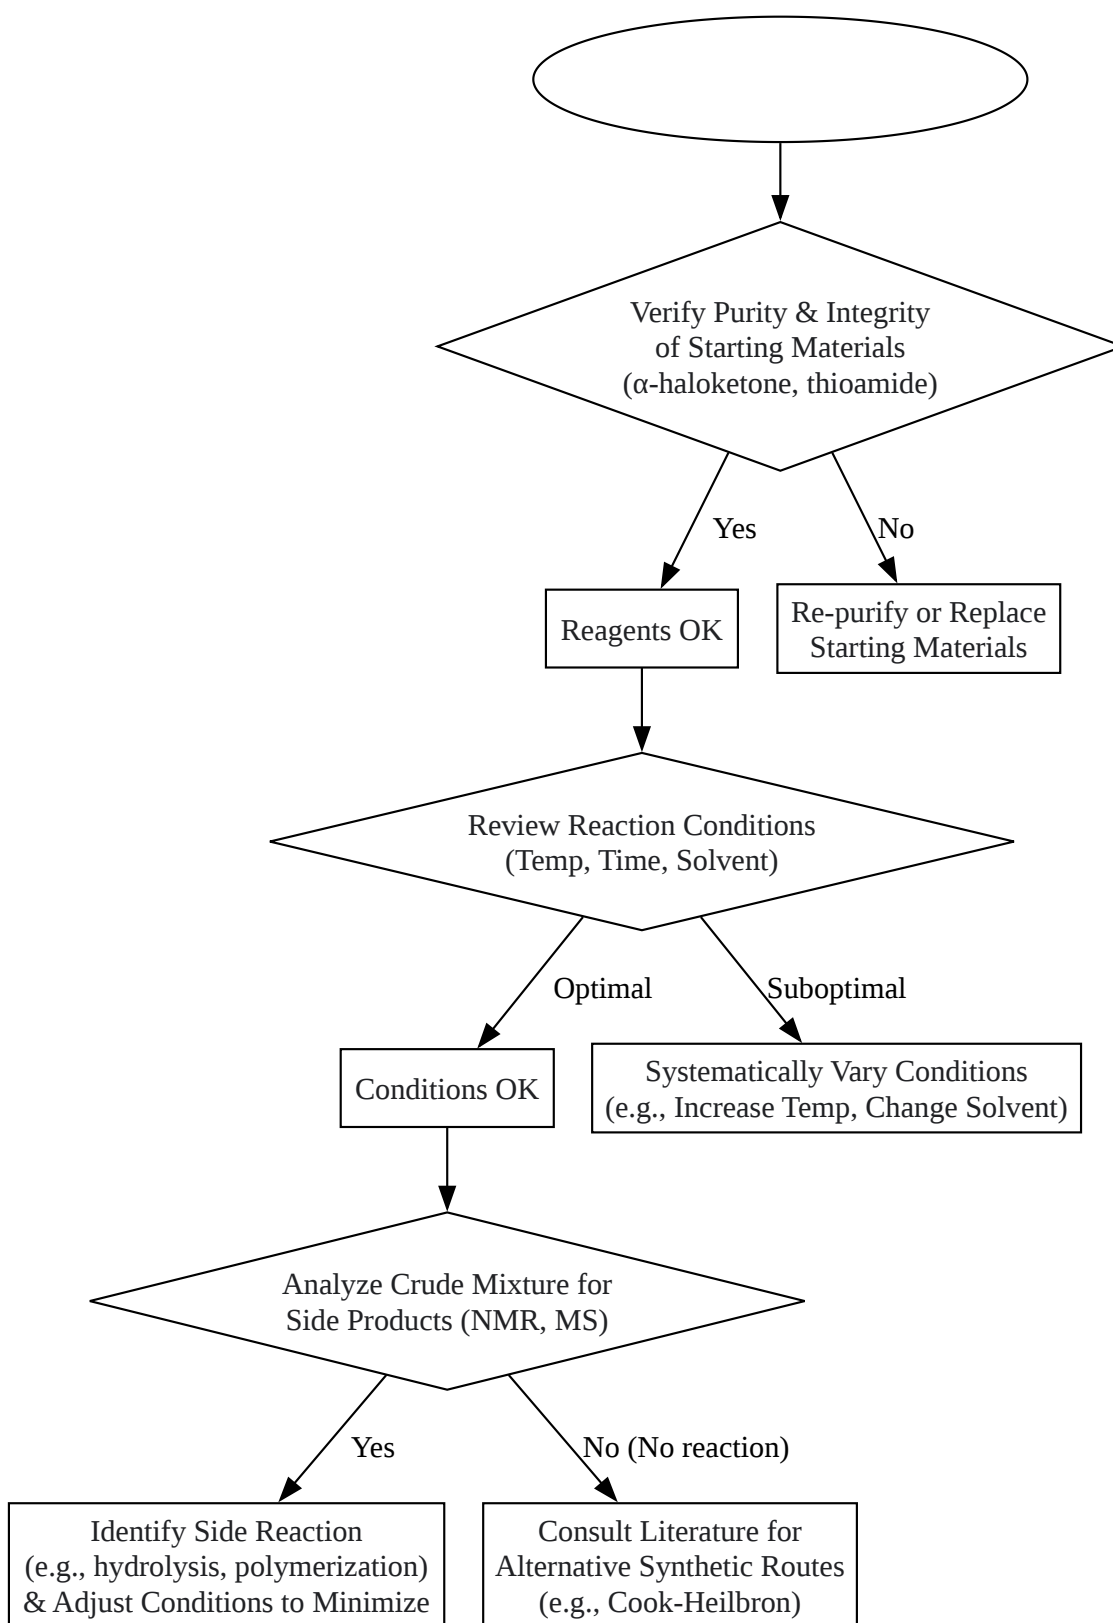 Verify Purity & Integrity
of Starting Materials
(α-haloketone, thioamide)
Yes
No
Reagents OK
Re-purify or Replace
Starting Materials
Review Reaction Conditions
(Temp, Time, Solvent)
Optimal
Suboptimal
Conditions OK
Systematically Vary Conditions
(e.g., Increase Temp, Change Solvent)
Analyze Crude Mixture for
Side Products (NMR, MS)
Yes
No (No reaction)
Identify Side Reaction
(e.g., hydrolysis, polymerization)
& Adjust Conditions to Minimize
Consult Literature for
Alternative Synthetic Routes
(e.g., Cook-Heilbron)